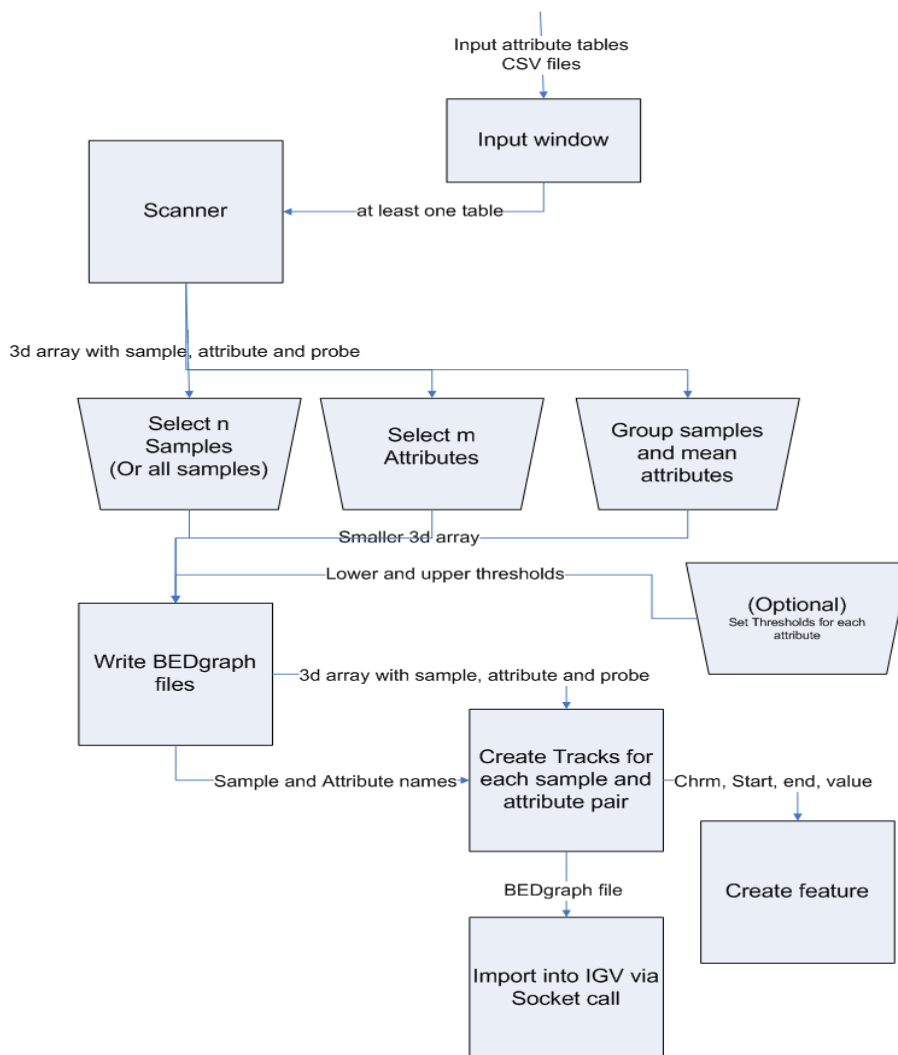 Input attribute tables
CSV files
Input window
Scanner
at least one table
3d array with sample, attribute and probe
Select n
Samples
(Or all samples)
Select m
Attributes
Group samples
and mean
attributes
Smaller 3d array
Lower and upper thresholds
(Optional)
Set Thresholds for each
attribute
Write BEDgraph
files
3d array with sample, attribute and probe
Create Tracks for
each sample and
attribute pair
Sample and Attribute names
Chrm, Start, end, value
Create feature
BEDgraph file
Import into IGV via
Socket call